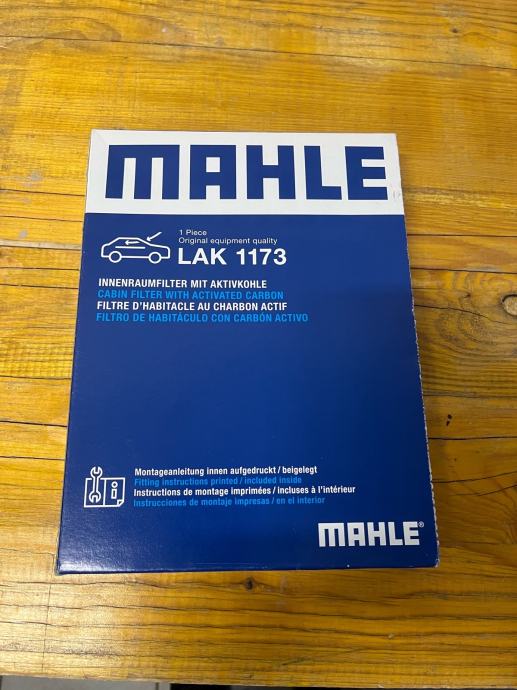 MAHLE
1 Piece
Original equipment quality
LAK 1173
INNENRAUMFILTER MIT AKTIVKOHLE
CABIN FILTER WITH ACTIVATED CARBON
FILTRE D'HABITACLE AU CHARBON ACTIF
FILTRO DE HABITÁCULO CON CARBÓN ACTIVO
Montageanleitung innen aufgedruckt / beigelegt
Fitting instructions printed / included inside
Instructions de montage imprimées / incluses à l'intérieur
Instrucciones de montaje impresas / en el interior
MAHLE®